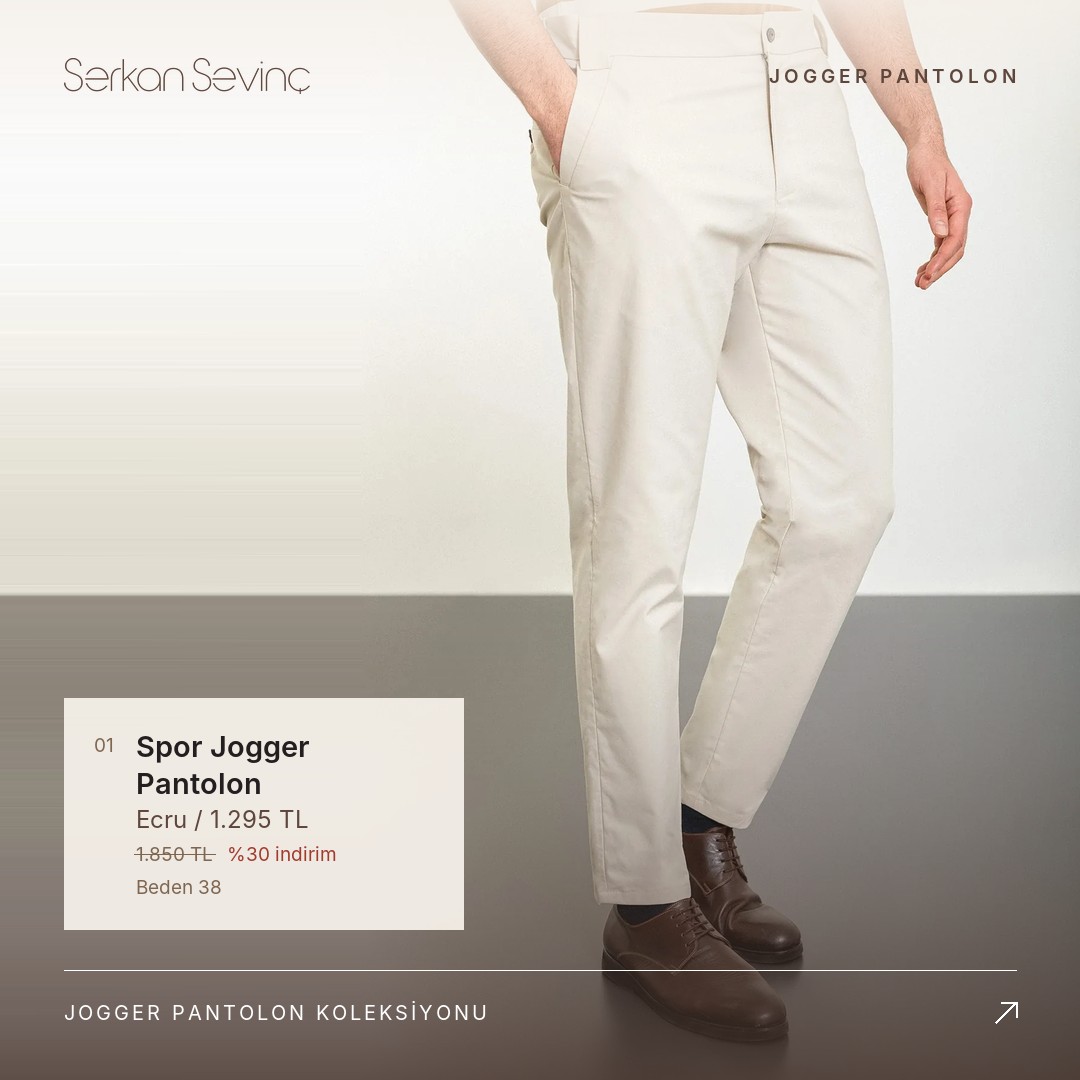 Serkan Sevinç
JOGGER PANTOLON
01
Spor Jogger
Pantolon
Ecru / 1.295 TL
1.850 TL %30 indirim
Beden 38
JOGGER PANTOLON KOLEKSİYONU